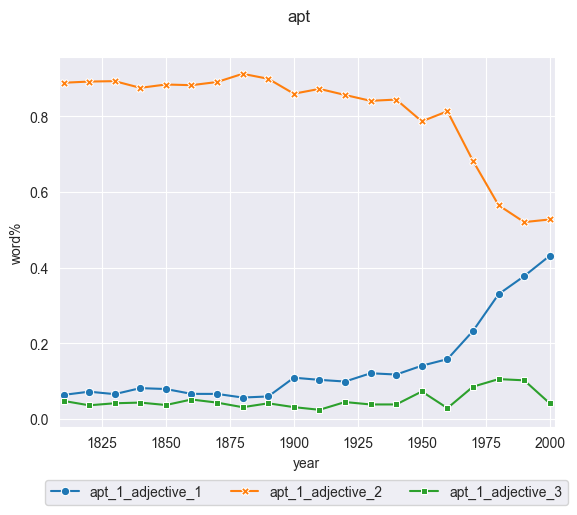 apt
0.8
0.6
0.4
0.2
0.0
word%
1825 1850 1875 1900 1925 1950 1975 2000
year
apt_1_adjective_1 apt_1_adjective_2 apt_1_adjective_3